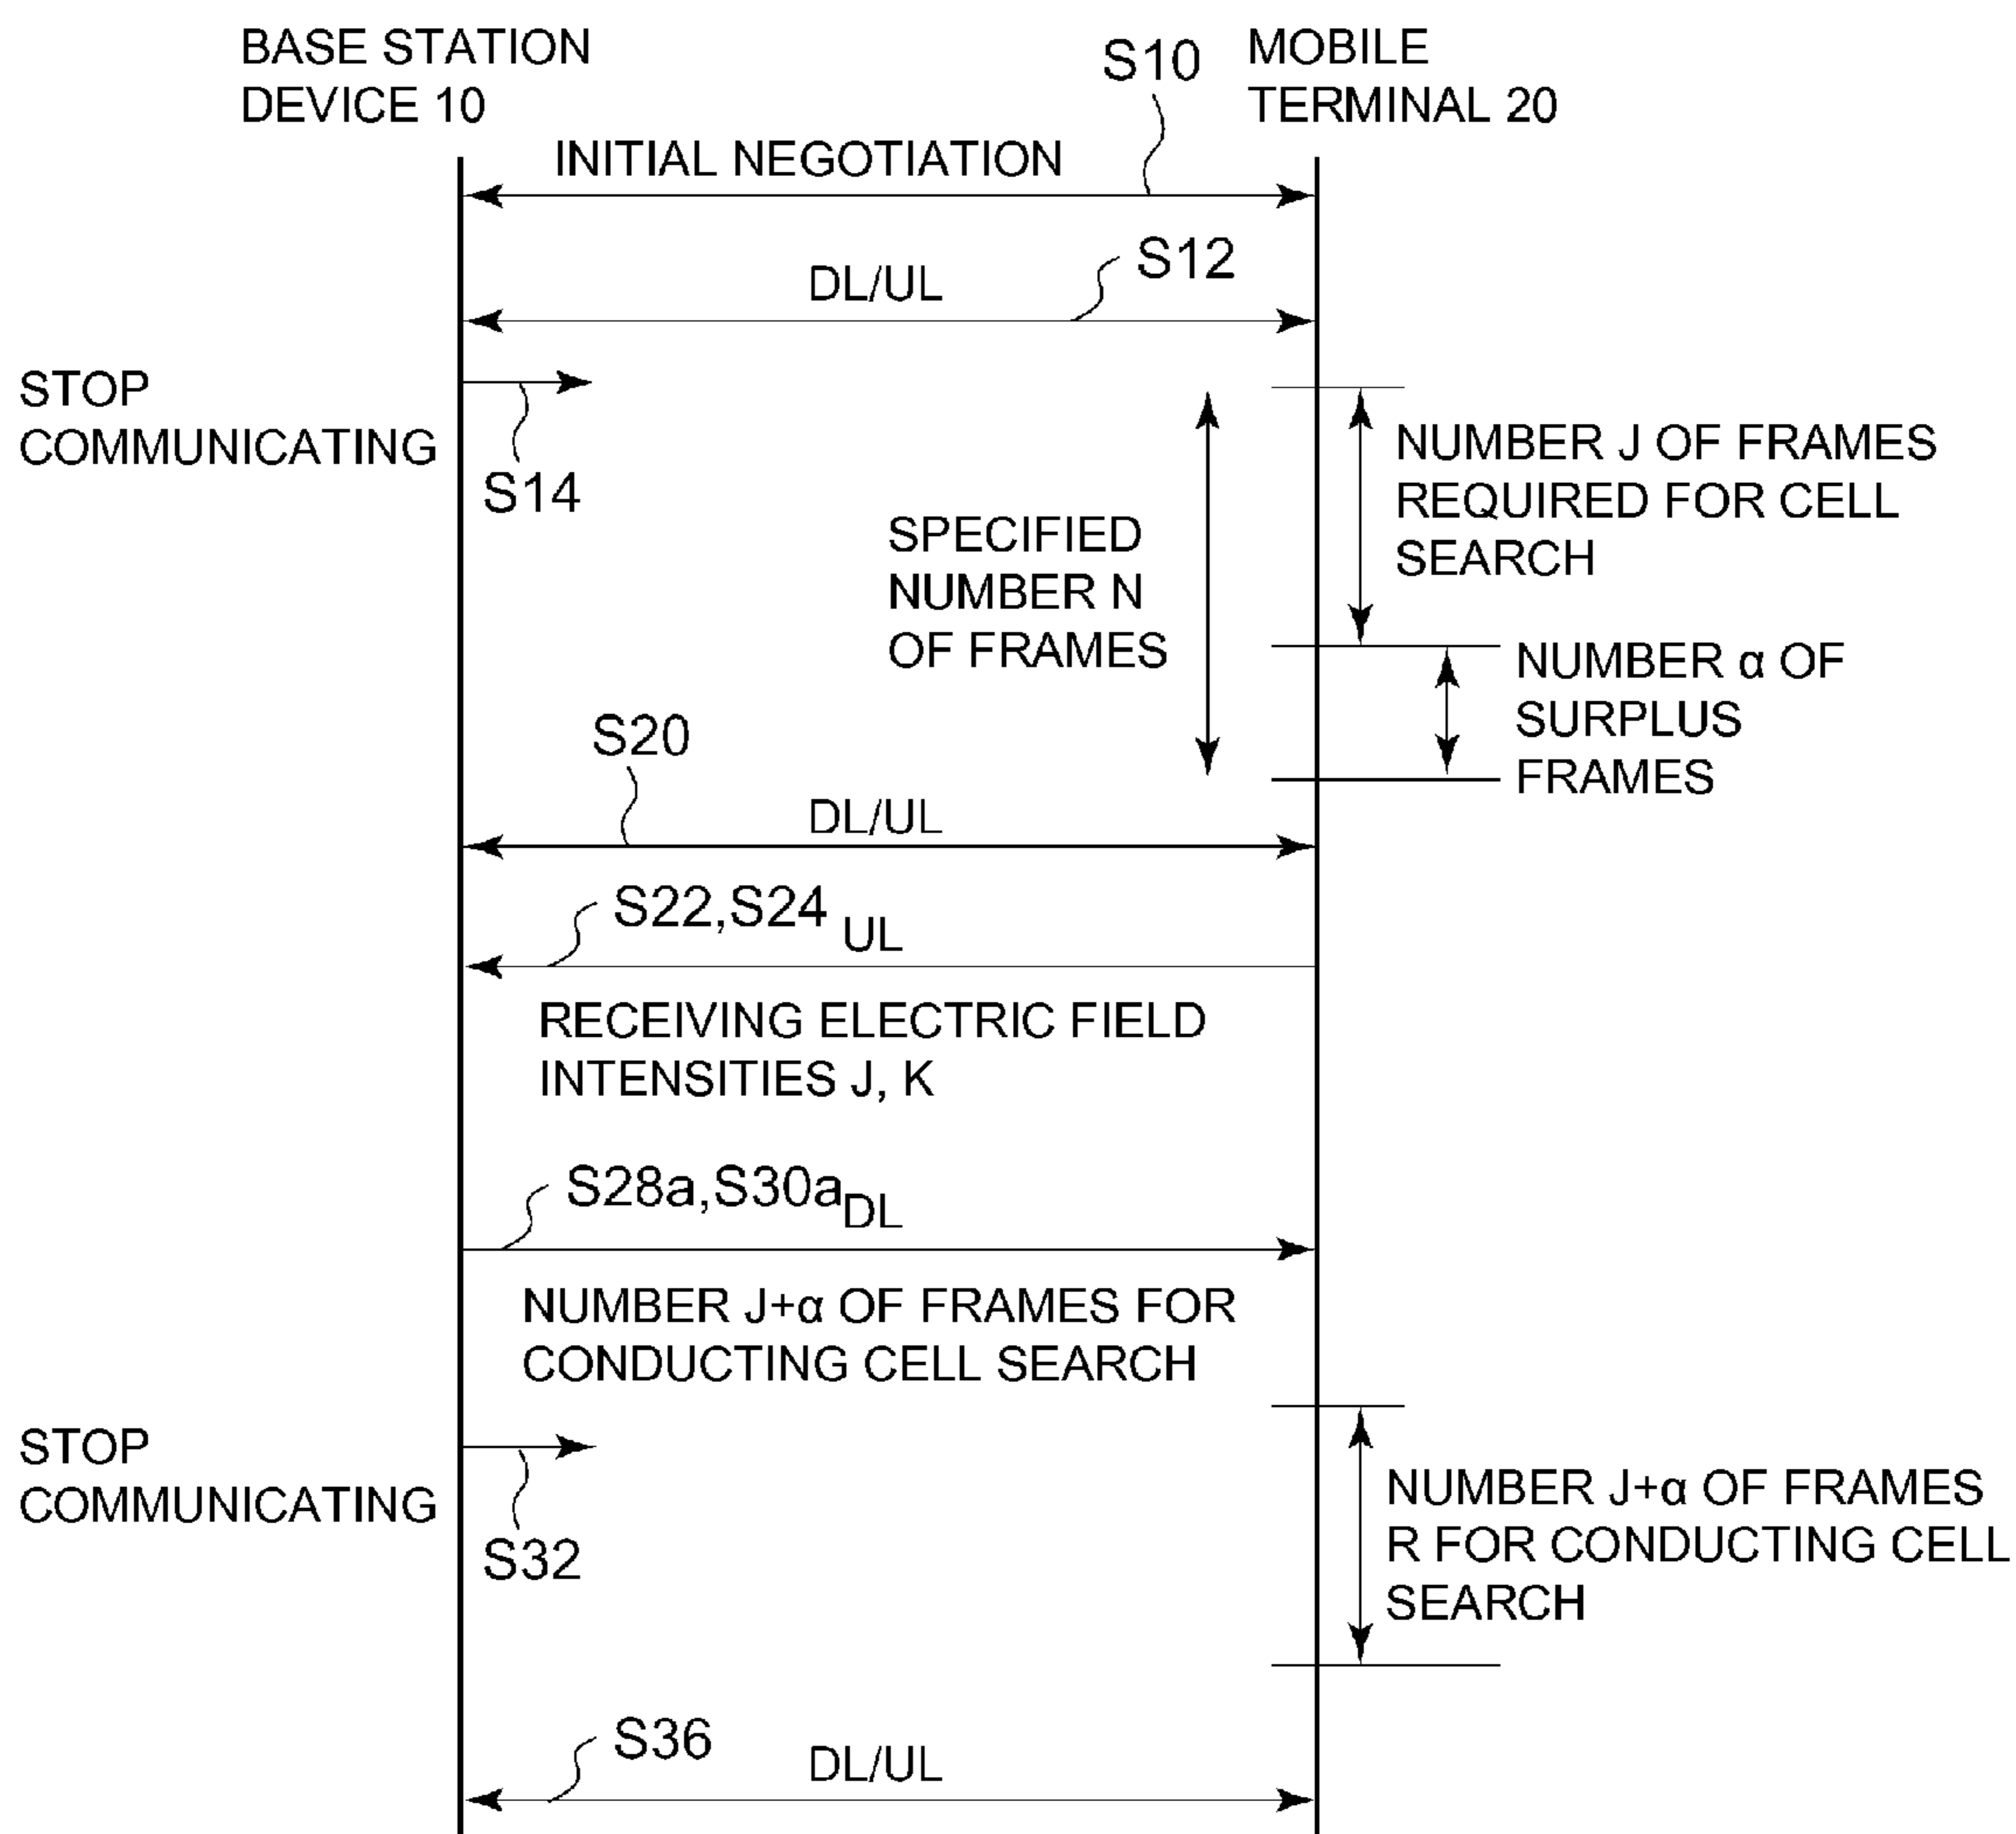 BASE STATION
DEVICE 10
S10
MOBILE
TERMINAL 20
INITIAL NEGOTIATION
S12
DL/UL
STOP
COMMUNICATING
S14
SPECIFIED
NUMBER N
OF FRAMES
NUMBER J OF FRAMES
REQUIRED FOR CELL
SEARCH
NUMBER α OF
SURPLUS
FRAMES
S20
DL/UL
S22,S24 UL
RECEIVING ELECTRIC FIELD
INTENSITIES J, K
S28a,S30a DL
NUMBER J+α OF FRAMES FOR
CONDUCTING CELL SEARCH
STOP
COMMUNICATING
S32
NUMBER J+α OF FRAMES
R FOR CONDUCTING CELL
SEARCH
S36
DL/UL